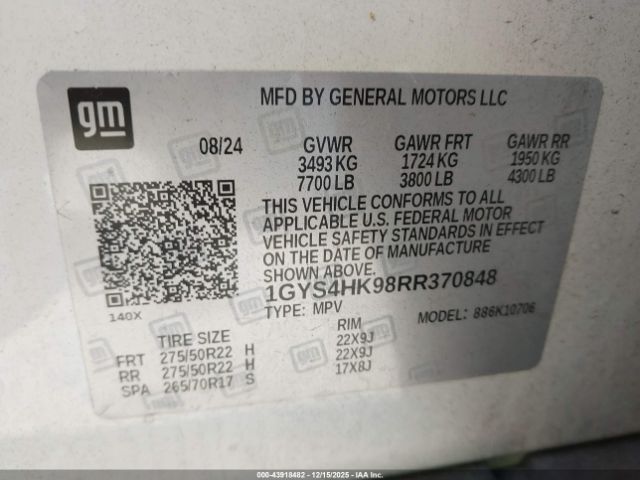 gm
MFD BY GENERAL MOTORS LLC
08/24 GVWR GAWR FRT GAWR RR
3493 KG 1724 KG 1950 KG
7700 LB 3800 LB 4300 LB
THIS VEHICLE CONFORMS TO ALL
APPLICABLE U.S. FEDERAL MOTOR
VEHICLE SAFETY STANDARDS IN EFFECT
ON THE DATE OF MANUFACTURE
SHOWN ABOVE.
1GYS4HK98RR370848
140X
TYPE: MPV MODEL: 886K10706
TIRE SIZE RIM
FRT 275/50R22 H 22X9J
RR 275/50R22 H 22X9J
SPA 265/70R17 S 17X8J
000-43918482 - 12/15/2025 - IAA Inc.